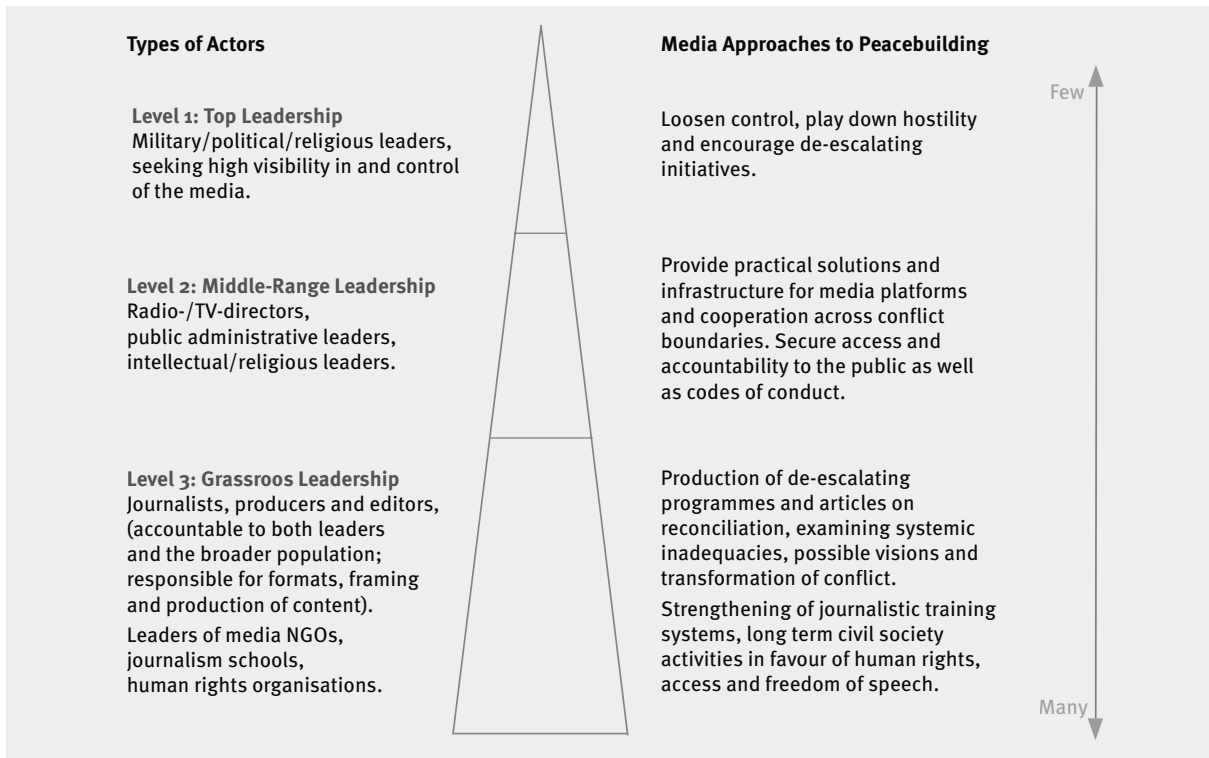 Types of Actors
Media Approaches to Peacebuilding
Few
Level 1: Top Leadership
Military/political/religious leaders,
seeking high visibility in and control
of the media.
Loosen control, play down hostility
and encourage de-escalating
initiatives.
Level 2: Middle-Range Leadership
Radio-/TV-directors,
public administrative leaders,
intellectual/religious leaders.
Provide practical solutions and
infrastructure for media platforms
and cooperation across conflict
boundaries. Secure access and
accountability to the public as well
as codes of conduct.
Level 3: Grassroos Leadership
Journalists, producers and editors,
(accountable to both leaders
and the broader population;
responsible for formats, framing
and production of content).
Leaders of media NGOs,
journalism schools,
human rights organisations.
Production of de-escalating
programmes and articles on
reconciliation, examining systemic
inadequacies, possible visions and
transformation of conflict.
Strengthening of journalistic training
systems, long term civil society
activities in favour of human rights,
access and freedom of speech.
Many